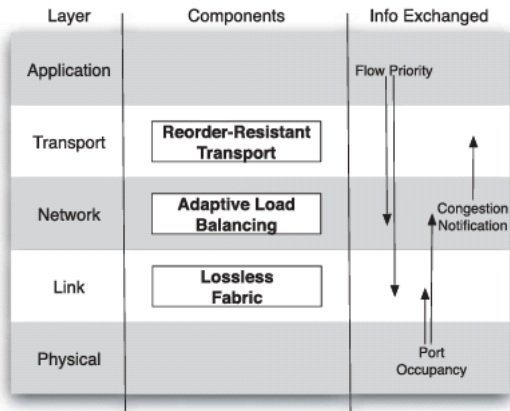 Layer Components Info Exchanged
Application Flow Priority
Reorder-Resistant
Transport Transport
Network Adaptive Load
Balancing
Congestion
Notification
Link Lossless
Fabric
Physical Port
Occupancy